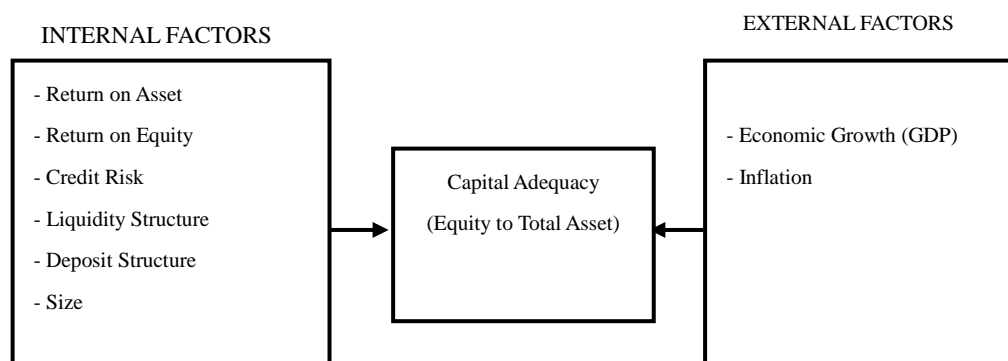 INTERNAL FACTORS
- Return on Asset
- Return on Equity
- Credit Risk
- Liquidity Structure
- Deposit Structure
- Size
Capital Adequacy
(Equity to Total Asset)
EXTERNAL FACTORS
- Economic Growth (GDP)
- Inflation